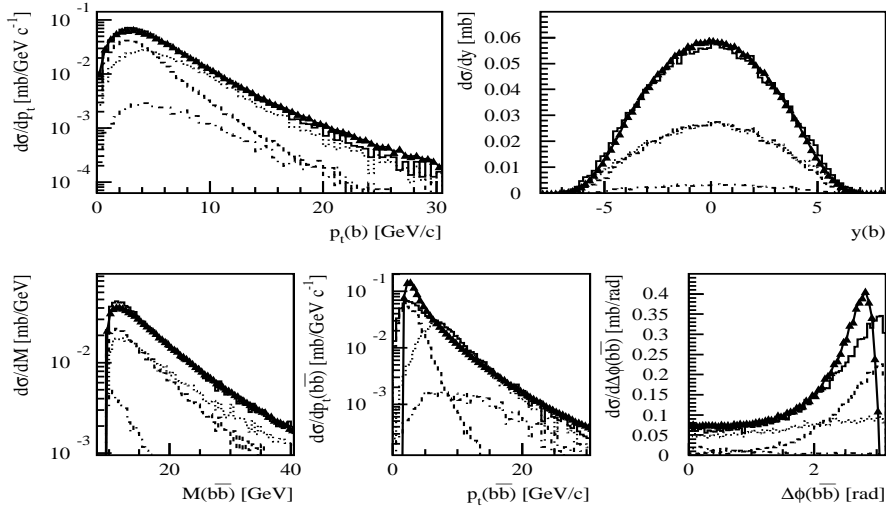 dσ/dpt [mb/GeV c-1]
10-1
10-2
10-3
10-4
0 10 20 30
pt(b) [GeV/c]
dσ/dy [mb]
0.06
0.05
0.04
0.03
0.02
0.01
0
-5 0 5
y(b)
dσ/dM [mb/GeV]
10-2
10-3
20 40
M(bb̅) [GeV]
dσ/dpt(bb̅) [mb/GeV c-1]
10-1
10-2
10-3
0 20
pt(bb̅) [GeV/c]
dσ/dΔϕ(bb̅) [mb/rad]
0.4
0.35
0.3
0.25
0.2
0.15
0.1
0.05
0
0 2
Δϕ(bb̅) [rad]